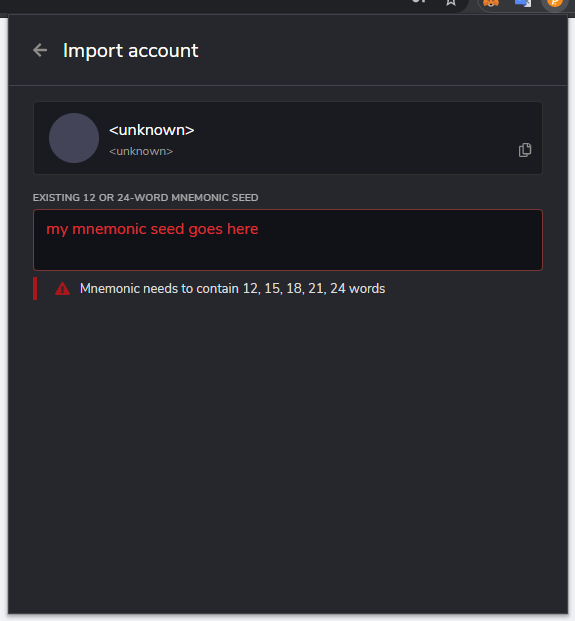 Import account
<unknown>
<unknown>
EXISTING 12 OR 24-WORD MNEMONIC SEED
my mnemonic seed goes here
Mnemonic needs to contain 12, 15, 18, 21, 24 words